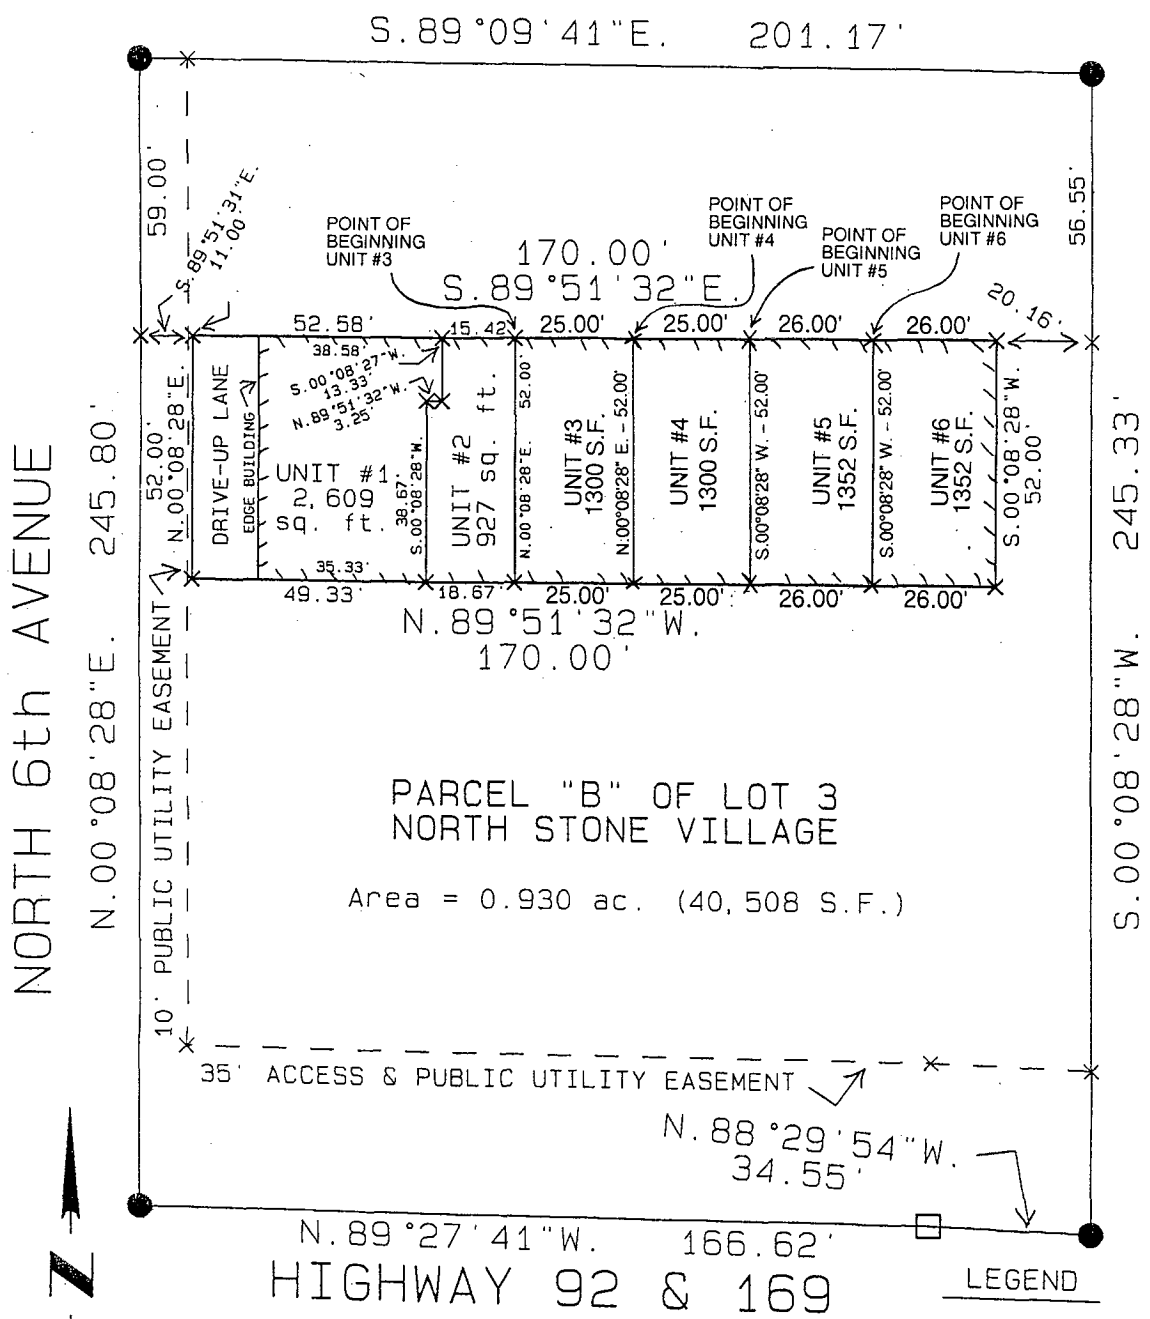 S.89°09'41"E. 201.17'
59.00'
S.89°51'31"E.
11.00'
POINT OF
BEGINNING
UNIT #3
170.00'
S.89°51'32"E.
POINT OF
BEGINNING
UNIT #4
POINT OF
BEGINNING
UNIT #5
POINT OF
BEGINNING
UNIT #6
56.55'
20.16'
52.58'
15.42'
25.00'
25.00'
26.00'
26.00'
38.58'
S.00°08'27"W.
13.33'
N.89°51'32"W.
3.25'
52.00'
N.00°08'28"E.
DRIVE-UP LANE
EDGE BUILDING
UNIT #1
2,609
sq. ft.
38.67'
S.00°08'28"W.
UNIT #2
927 sq. ft.
N.00°08'28"E. 52.00'
UNIT #3
1300 S.F.
N.00°08'28" E. - 52.00'
UNIT #4
1300 S.F.
S.00°08'28" W. - 52.00'
UNIT #5
1352 S.F.
S.00°08'28" W. - 52.00'
UNIT #6
1352 S.F.
S.00°08'28"W.
52.00'
35.33'
49.33'
18.67'
25.00'
25.00'
26.00'
26.00'
N.89°51'32"W.
170.00'
NORTH 6th AVENUE
N.00°08'28"E. 245.80'
10' PUBLIC UTILITY EASEMENT
S.00°08'28"W. 245.33'
PARCEL "B" OF LOT 3
NORTH STONE VILLAGE
Area = 0.930 ac. (40,508 S.F.)
35' ACCESS & PUBLIC UTILITY EASEMENT
N.88°29'54"W.
34.55'
N.89°27'41"W. 166.62'
HIGHWAY 92 & 169
N
LEGEND